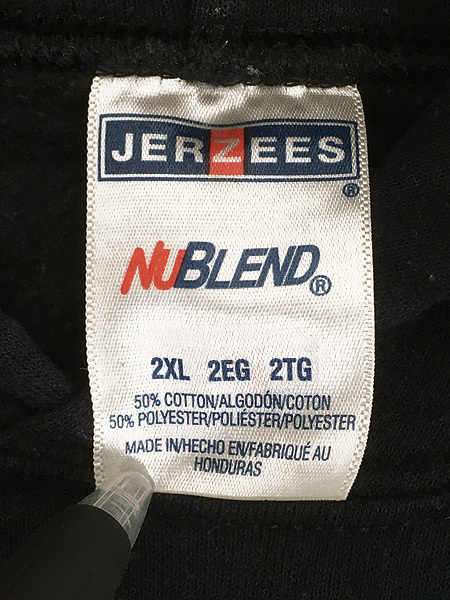 JERZEES
®
NUBLEND®
2XL 2EG 2TG
50% COTTON/ALGODÓN/COTON
50% POLYESTER/POLIÉSTER/POLYESTER
MADE IN/HECHO EN/FABRIQUÉ AU
HONDURAS